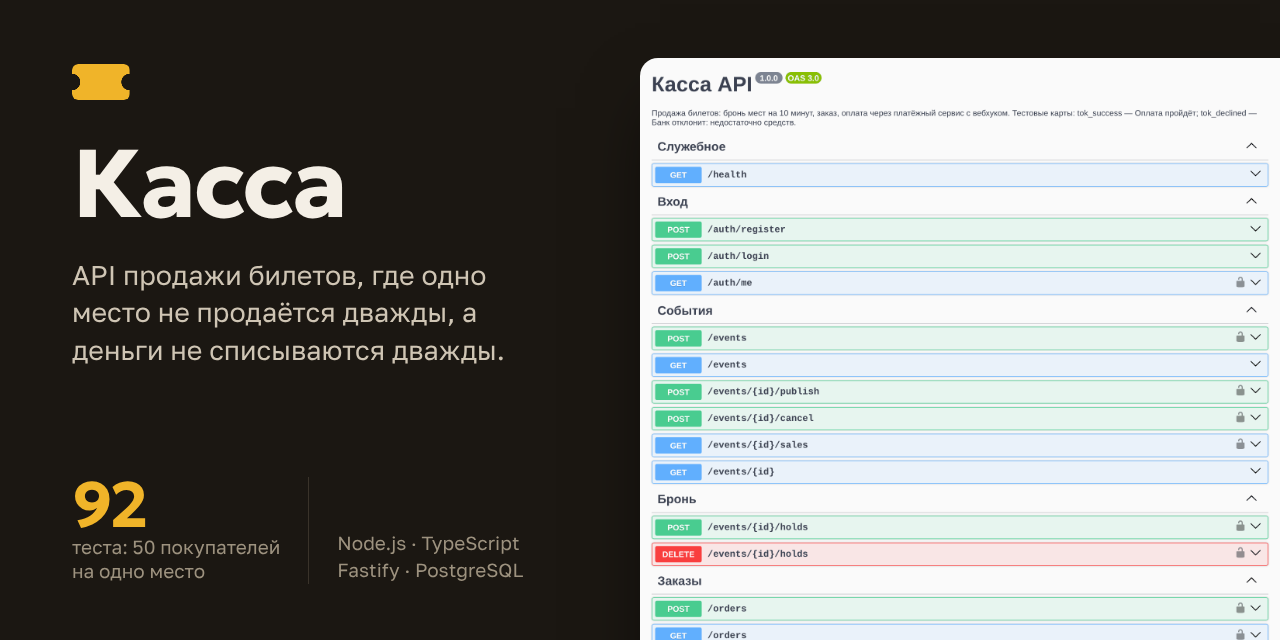 Касса
API продажи билетов, где одно
место не продаётся дважды, а
деньги не списываются дважды.
92
теста: 50 покупателей
на одно место
Node.js · TypeScript
Fastify · PostgreSQL
Касса API 1.0.0 OAS 3.0
Продажа билетов: бронь мест на 10 минут, заказ, оплата через платёжный сервис с вебхуком. Тестовые карты: tok_success — Оплата пройдёт; tok_declined —
Банк отклонит: недостаточно средств.
Служебное
GET /health
Вход
POST /auth/register
POST /auth/login
GET /auth/me
События
POST /events
GET /events
POST /events/{id}/publish
POST /events/{id}/cancel
GET /events/{id}/sales
GET /events/{id}
Бронь
POST /events/{id}/holds
DELETE /events/{id}/holds
Заказы
POST /orders
GET /orders